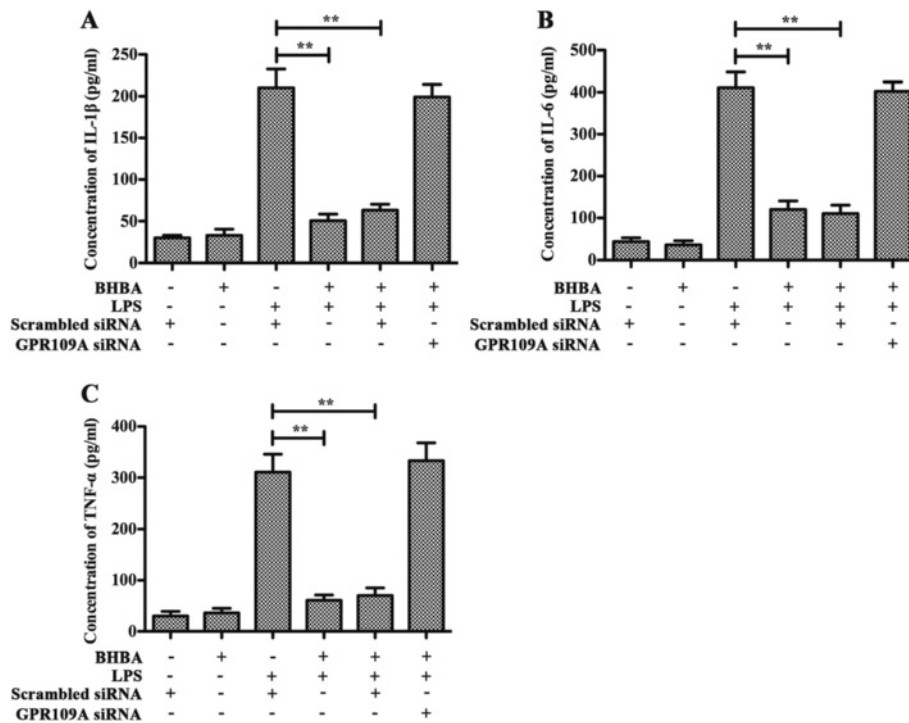 A
**
**
Concentration of IL-1β (pg/ml)
250
200
150
100
50
0
BHBA - + - + + +
LPS - - + + + +
Scrambled siRNA + - + - + -
GPR109A siRNA - - - - - +
B
**
**
Concentration of IL-6 (pg/ml)
500
400
300
200
100
0
BHBA - + - + + +
LPS - - + + + +
Scrambled siRNA + - + - + -
GPR109A siRNA - - - - - +
C
**
**
Concentration of TNF-α (pg/ml)
400
300
200
100
0
BHBA - + - + + +
LPS - - + + + +
Scrambled siRNA + - + - + -
GPR109A siRNA - - - - - +